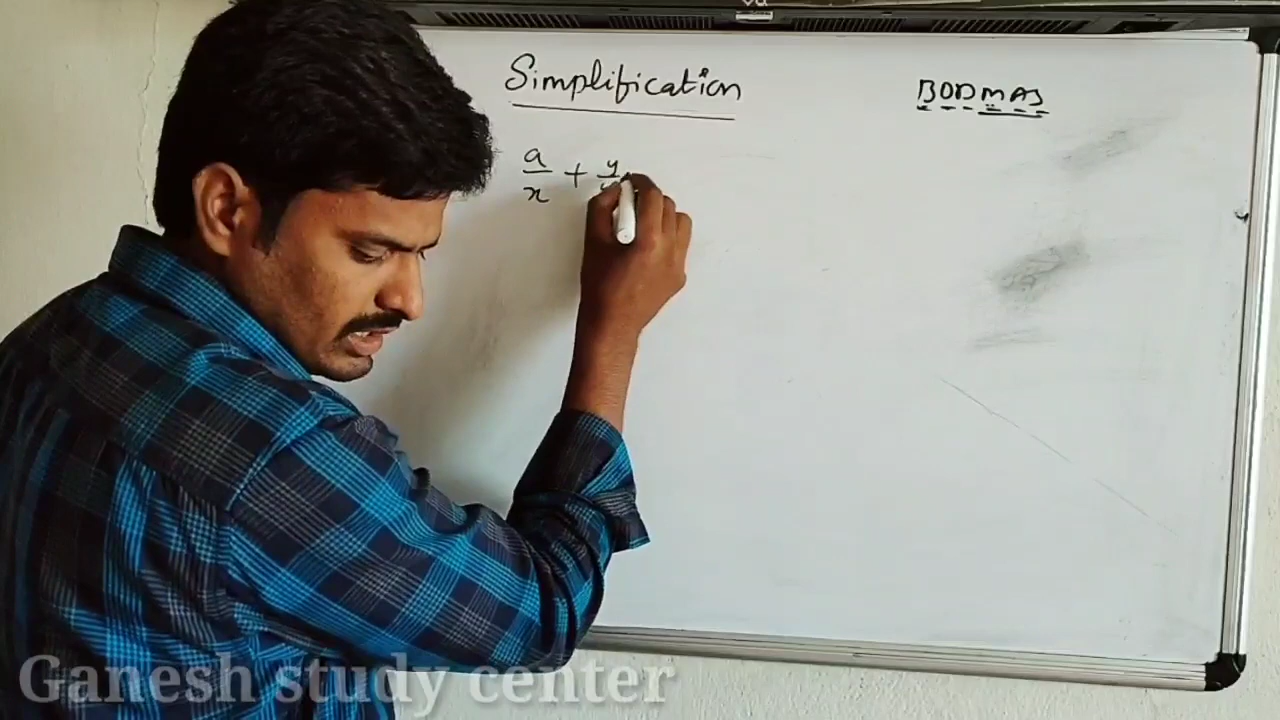 Simplification
BODMAS
a/x + y/
Ganesh study center